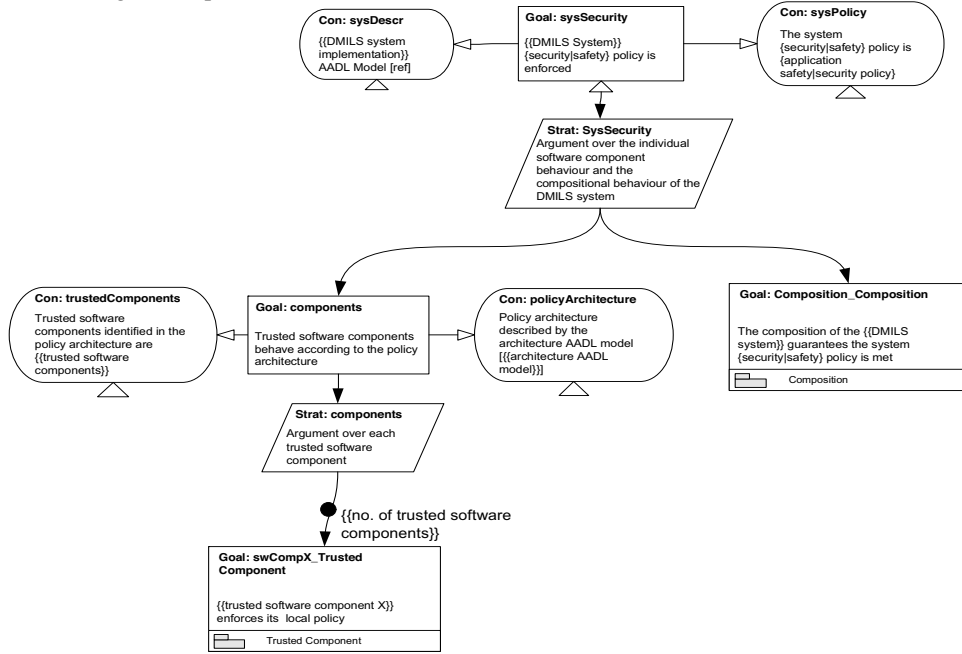 Con: sysDescr
{{DMILS system
implementation}}
AADL Model [ref]
Goal: sysSecurity
{{DMILS System}}
{security|safety} policy is
enforced
Con: sysPolicy
The system
{security|safety} policy is
{application
safety|security policy}
Strat: SysSecurity
Argument over the individual
software component
behaviour and the
compositional behaviour of the
DMILS system
Con: trustedComponents
Trusted software
components identified in the
policy architecture are
{{trusted software
components}}
Goal: components
Trusted software components
behave according to the policy
architecture
Con: policyArchitecture
Policy architecture
described by the
architecture AADL model
[{{architecture AADL
model}}]
Goal: Composition_Composition
The composition of the {{DMILS
system}} guarantees the system
{security|safety} policy is met
Composition
Strat: components
Argument over each
trusted software
component
{{no. of trusted software
components}}
Goal: swCompX_Trusted
Component
{{trusted software component X}}
enforces its local policy
Trusted Component